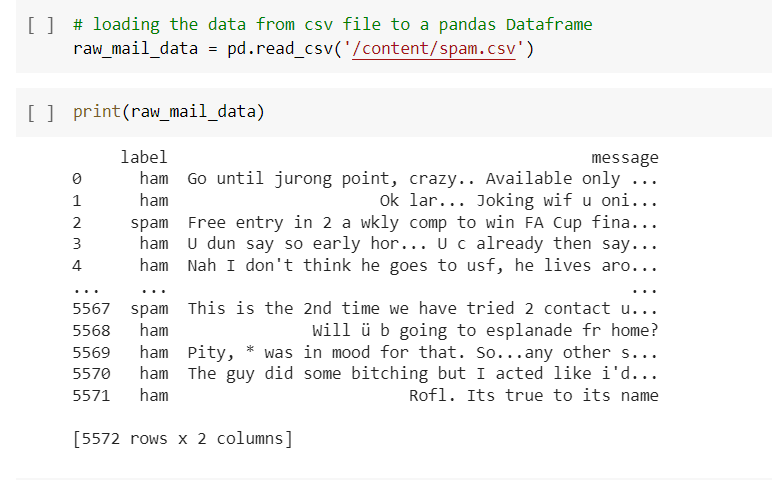 [ ] # loading the data from csv file to a pandas Dataframe
raw_mail_data = pd.read_csv('/content/spam.csv')
[ ] print(raw_mail_data)
label message
0 ham Go until jurong point, crazy.. Available only ...
1 ham Ok lar... Joking wif u oni...
2 spam Free entry in 2 a wkly comp to win FA Cup fina...
3 ham U dun say so early hor... U c already then say...
4 ham Nah I don't think he goes to usf, he lives aro...
... ... ...
5567 spam This is the 2nd time we have tried 2 contact u...
5568 ham Will ü b going to esplanade fr home?
5569 ham Pity, * was in mood for that. So...any other s...
5570 ham The guy did some bitching but I acted like i'd...
5571 ham Rofl. Its true to its name
[5572 rows x 2 columns]